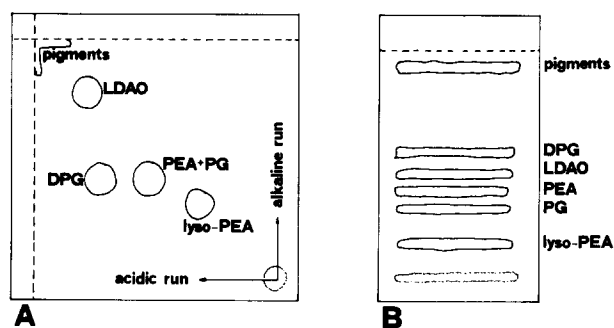 pigments
LDAO
DPG
PEA+PG
lyso-PEA
alkaline run
acidic run
A
pigments
DPG
LDAO
PEA
PG
lyso-PEA
B